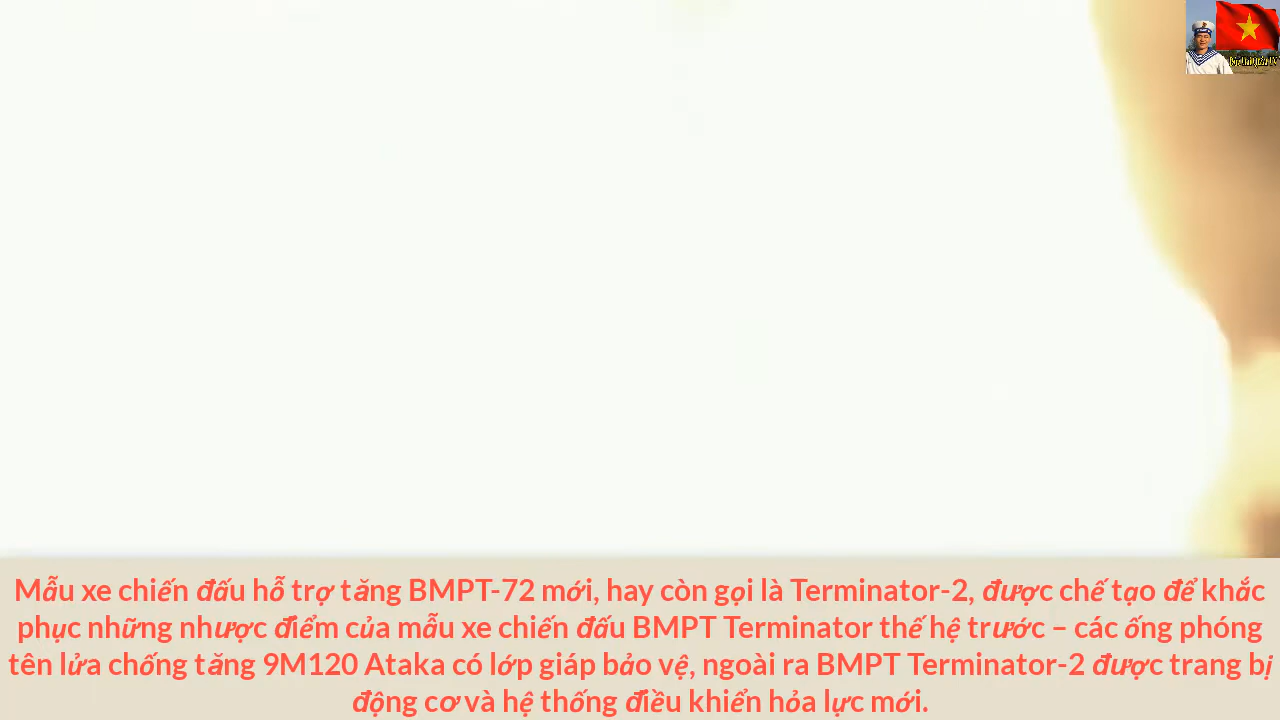 Mẫu xe chiến đấu hỗ trợ tăng BMPT-72 mới, hay còn gọi là Terminator-2, được chế tạo để khắc
phục những nhược điểm của mẫu xe chiến đấu BMPT Terminator thế hệ trước – các ống phóng
tên lửa chống tăng 9M120 Ataka có lớp giáp bảo vệ, ngoài ra BMPT Terminator-2 được trang bị
động cơ và hệ thống điều khiển hỏa lực mới.